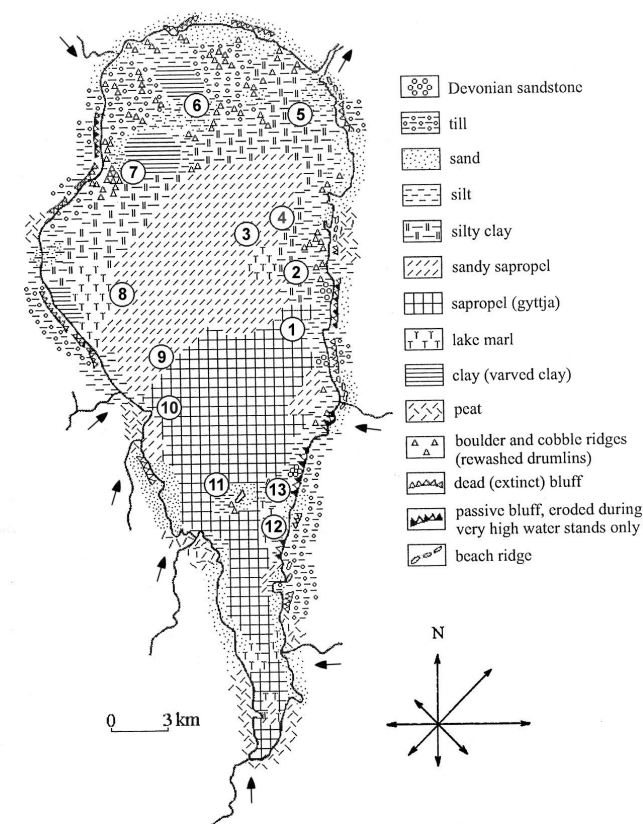 6
5
7
4
3
2
8
1
9
10
11
13
12
Devonian sandstone
till
sand
silt
silty clay
sandy sapropel
sapropel (gyttja)
lake marl
clay (varved clay)
peat
boulder and cobble ridges
(rewashed drumlins)
dead (extinct) bluff
passive bluff, eroded during
very high water stands only
beach ridge
N
0 3 km